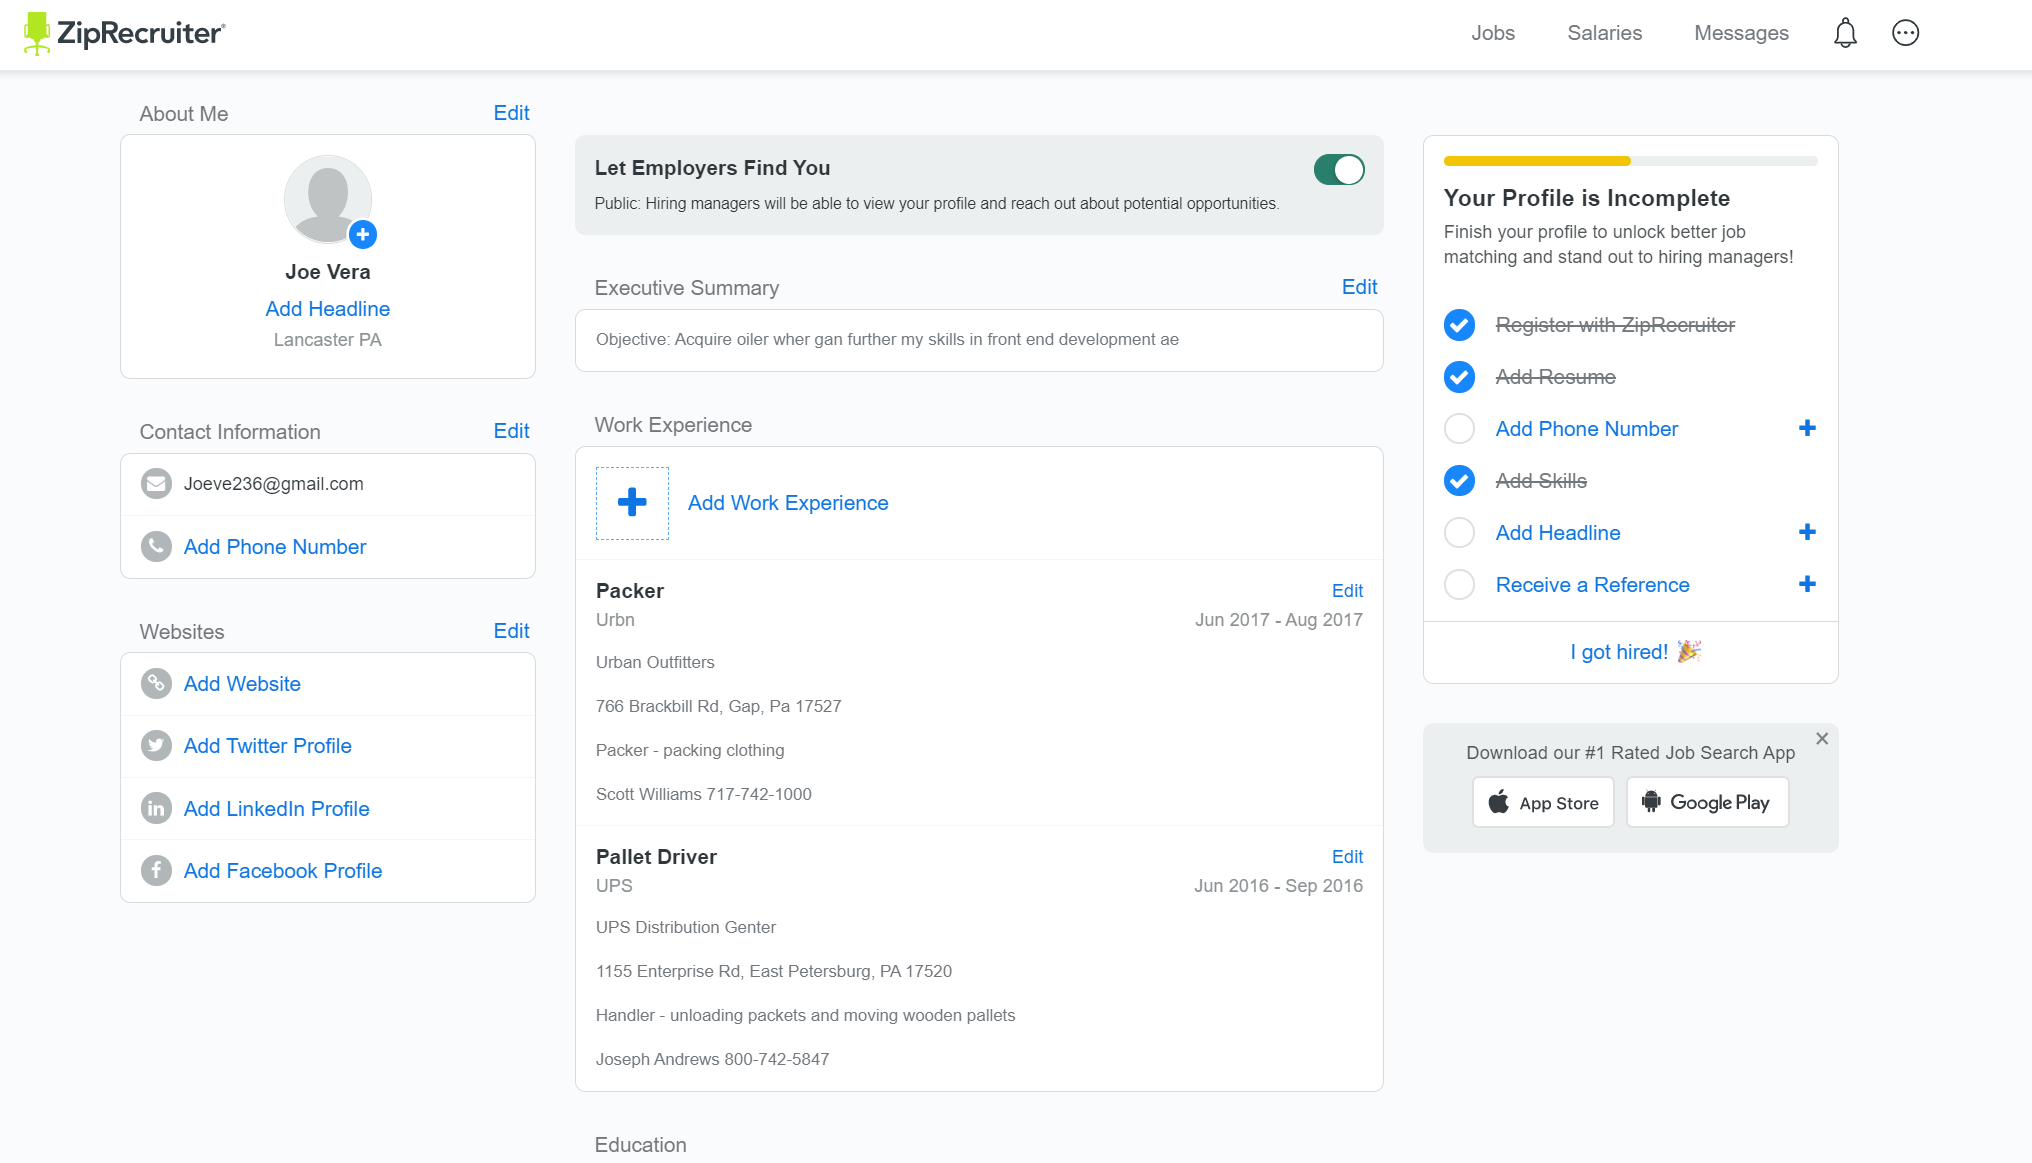 ZipRecruiter
Jobs
Salaries
Messages
About Me
Edit
Joe Vera
Add Headline
Lancaster PA
Contact Information
Edit
Joeve236@gmail.com
Add Phone Number
Websites
Edit
Add Website
Add Twitter Profile
Add LinkedIn Profile
Add Facebook Profile
Let Employers Find You
Public: Hiring managers will be able to view your profile and reach out about potential opportunities.
Executive Summary
Edit
Objective: Acquire oiler wher gan further my skills in front end development ae
Work Experience
Add Work Experience
Packer
Edit
Urbn
Jun 2017 - Aug 2017
Urban Outfitters
766 Brackbill Rd, Gap, Pa 17527
Packer - packing clothing
Scott Williams 717-742-1000
Pallet Driver
Edit
UPS
Jun 2016 - Sep 2016
UPS Distribution Genter
1155 Enterprise Rd, East Petersburg, PA 17520
Handler - unloading packets and moving wooden pallets
Joseph Andrews 800-742-5847
Education
Your Profile is Incomplete
Finish your profile to unlock better job
matching and stand out to hiring managers!
Register with ZipRecruiter
Add Resume
Add Phone Number
Add Skills
Add Headline
Receive a Reference
I got hired! 🎉
Download our #1 Rated Job Search App
App Store
Google Play